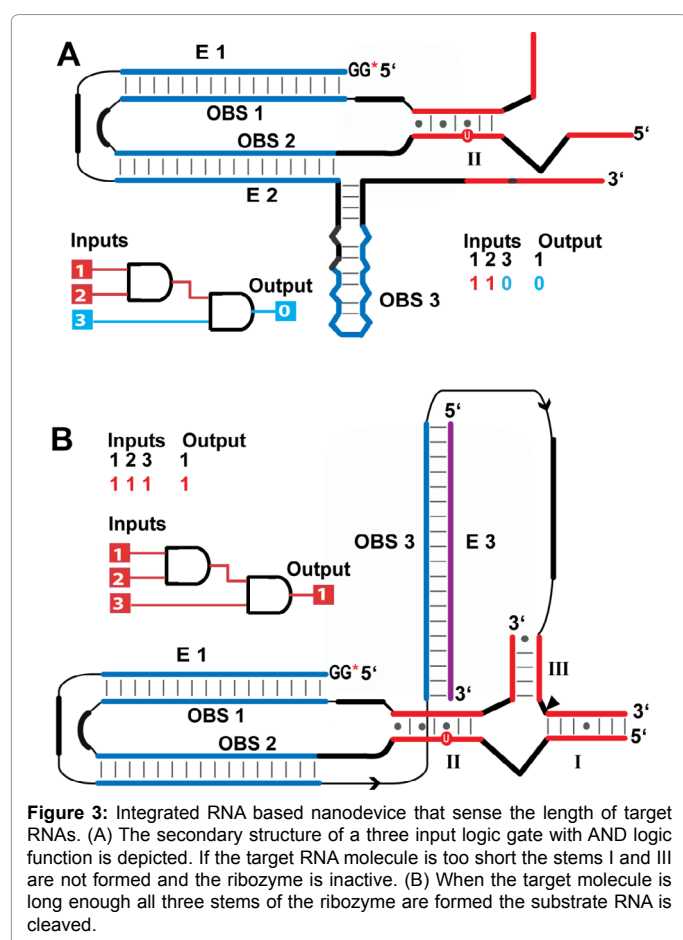 A
E 1
GG*5‘
OBS 1
OBS 2
U
II
5‘
3‘
E 2
Inputs
1
2
3
Output
0
OBS 3
Inputs Output
1 2 3 1
1 1 0 0
B
Inputs Output
1 2 3 1
1 1 1 1
Inputs
1
2
3
Output
1
5‘
OBS 3
E 3
3‘
3‘
III
E 1
GG*5‘
OBS 1
OBS 2
U
II
I
3‘
5‘
Figure 3: Integrated RNA based nanodevice that sense the length of target
RNAs. (A) The secondary structure of a three input logic gate with AND logic
function is depicted. If the target RNA molecule is too short the stems I and III
are not formed and the ribozyme is inactive. (B) When the target molecule is
long enough all three stems of the ribozyme are formed the substrate RNA is
cleaved.